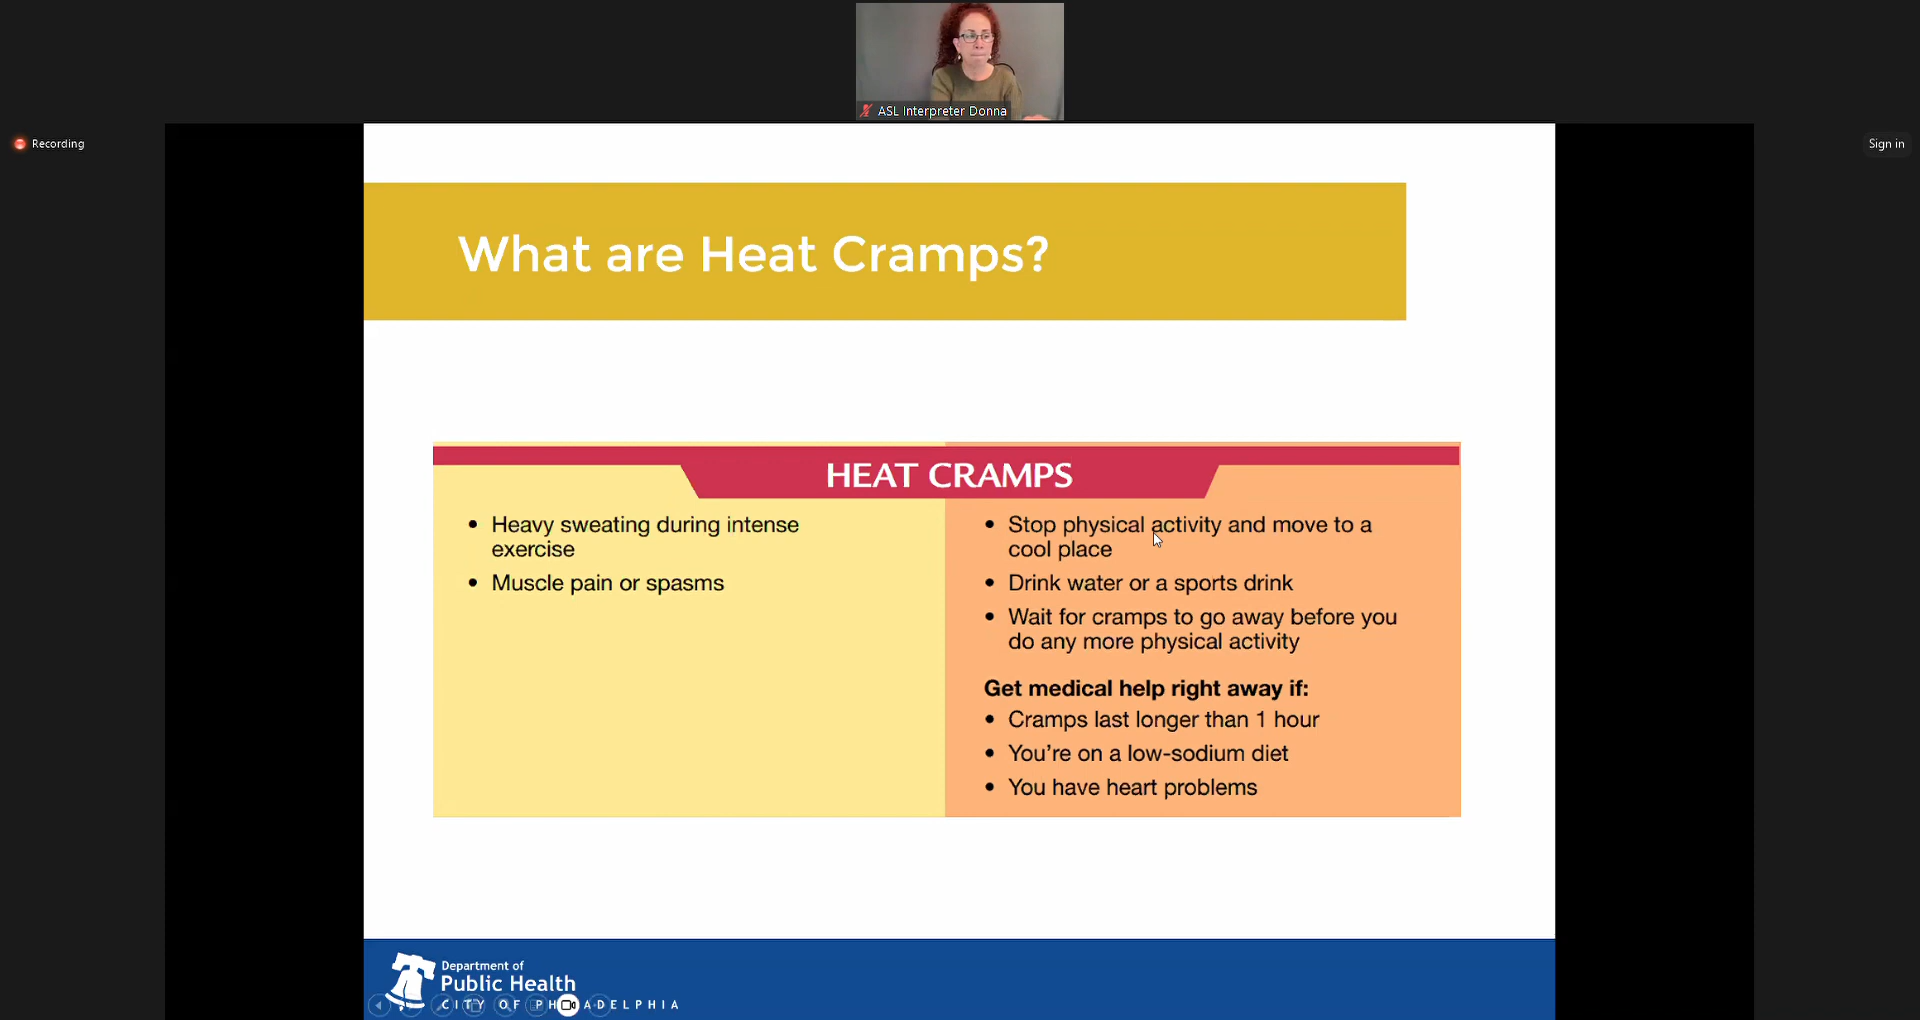 ASL Interpreter Donna
Recording
Sign in
What are Heat Cramps?
HEAT CRAMPS
• Heavy sweating during intense
exercise
• Muscle pain or spasms
• Stop physical activity and move to a
cool place
• Drink water or a sports drink
• Wait for cramps to go away before you
do any more physical activity
Get medical help right away if:
• Cramps last longer than 1 hour
• You're on a low-sodium diet
• You have heart problems
Department of
Public Health
CITY OF PHILADELPHIA